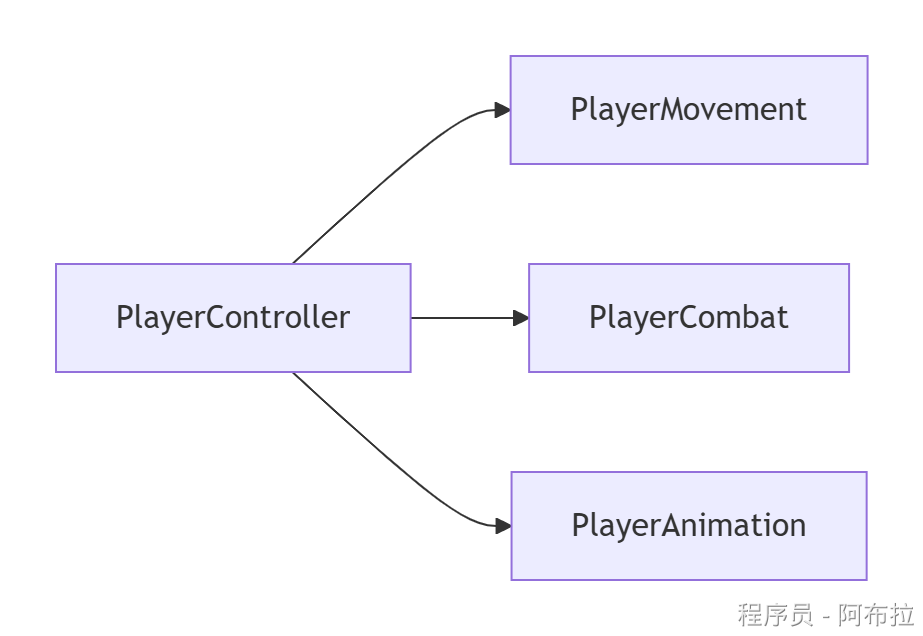 PlayerMovement
PlayerController
PlayerCombat
PlayerAnimation
程序员 - 阿布拉